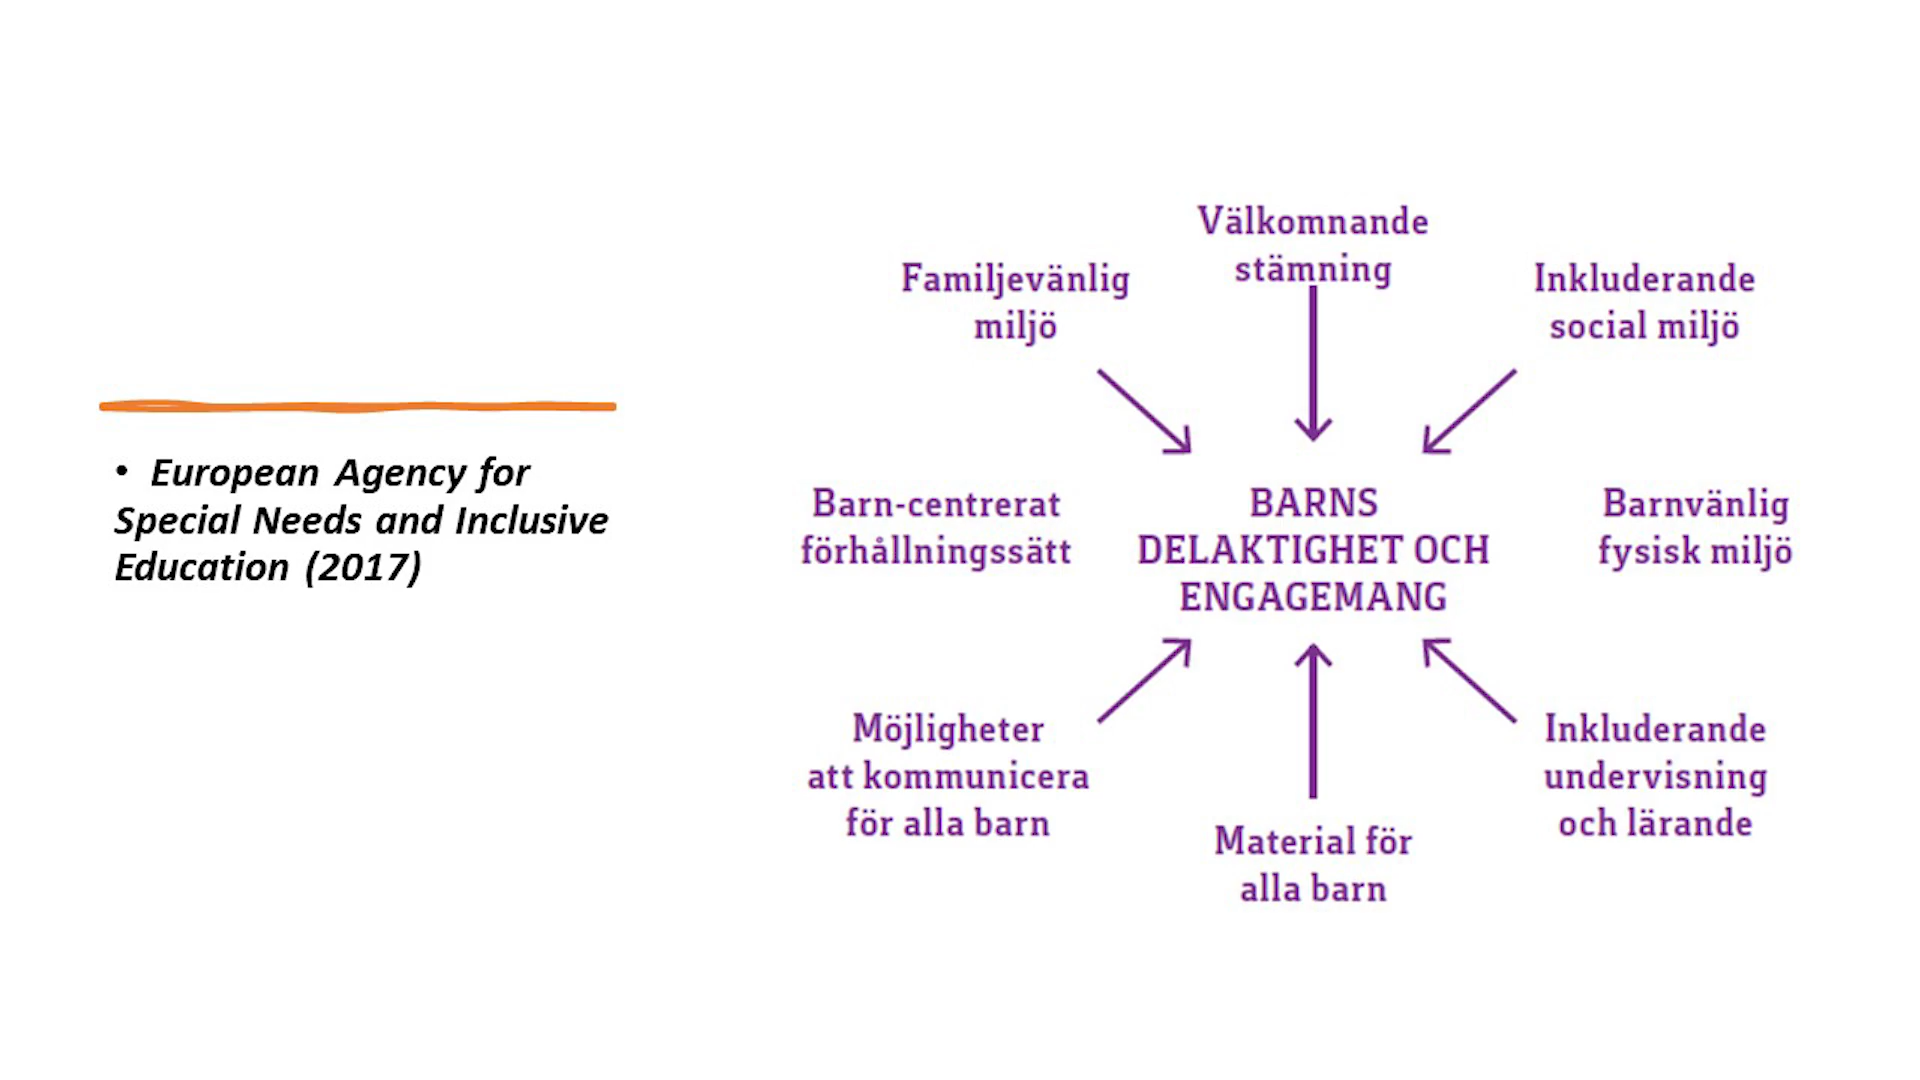 • European Agency for
Special Needs and Inclusive
Education (2017)
Välkomnande
stämning
Familjevänlig
miljö
Inkluderande
social miljö
Barn-centrerat
förhållningssätt
BARNS
DELAKTIGHET OCH
ENGAGEMANG
Barnvänlig
fysisk miljö
Möjligheter
att kommunicera
för alla barn
Material för
alla barn
Inkluderande
undervisning
och lärande